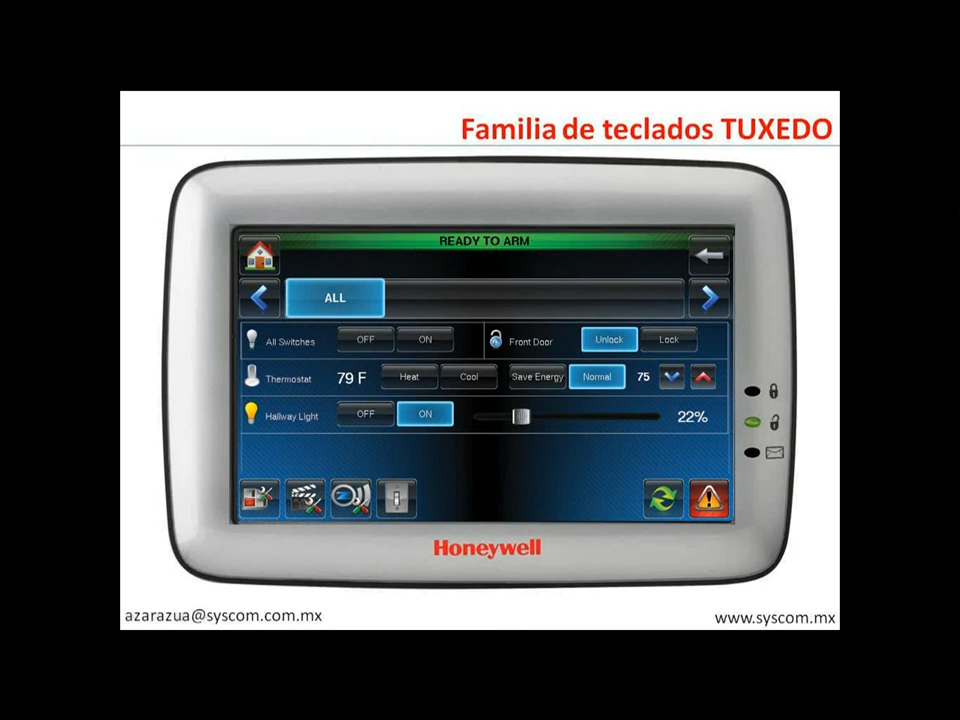 Familia de teclados TUXEDO
READY TO ARM
ALL
All Switches OFF ON Front Door Unlock Lock
Thermostat 79 F Heat Cool Save Energy Normal 75
Hallway Light OFF ON 22%
Honeywell
azarazua@syscom.com.mx
www.syscom.mx